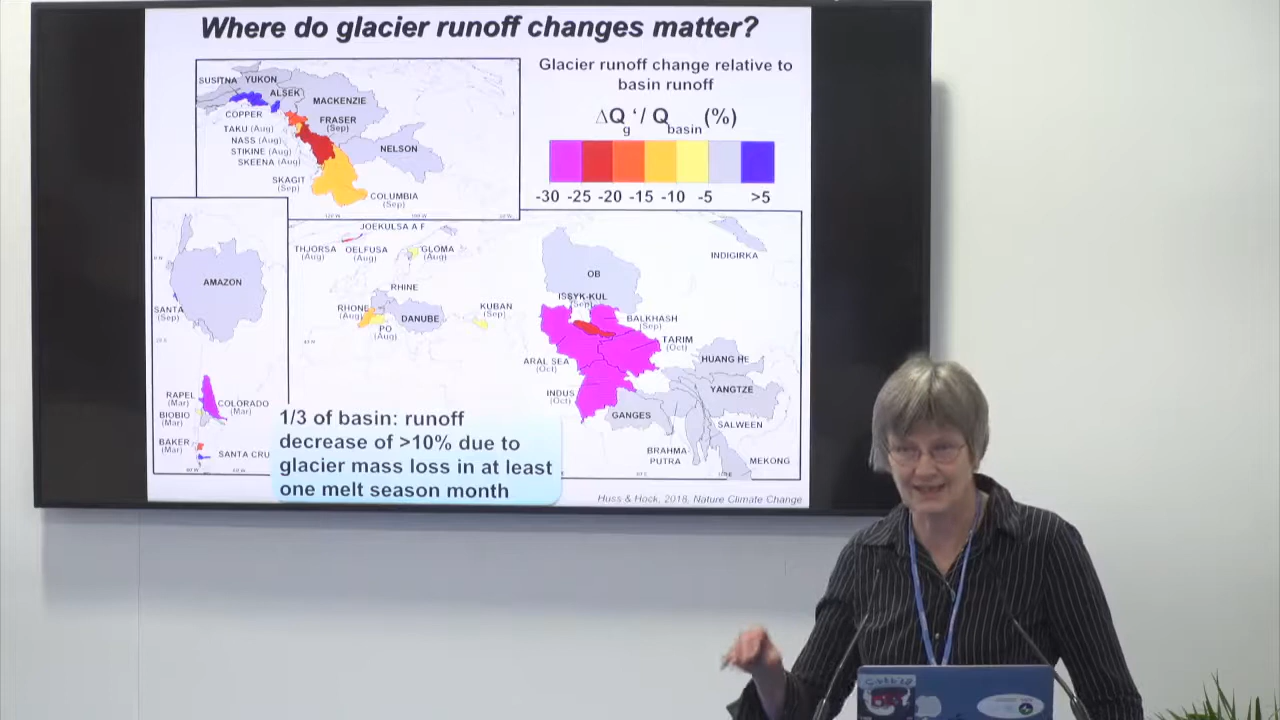 Where do glacier runoff changes matter?
Glacier runoff change relative to
basin runoff
ΔQg'/ Qbasin (%)
-30 -25 -20 -15 -10 -5 >5
SUSITNA YUKON
ALSEK
MACKENZIE
COPPER
FRASER
(Sep)
TAKU (Aug)
NASS (Aug)
STIKINE (Aug)
SKEENA (Aug)
NELSON
SKAGIT
(Sep)
COLUMBIA
(Sep)
AMAZON
SANTA
(Sep)
RAPEL
(Mar)
COLORADO
(Mar)
BIOBIO
(Mar)
BAKER
(Mar)
SANTA CRU
JOEKULSA A F
THJORSA
(Aug)
OELFUSA
(Aug)
GLOMA
(Aug)
RHINE
RHONE
(Aug)
DANUBE
PO
(Aug)
KUBAN
(Sep)
INDIGIRKA
OB
ISSYK-KUL
(Sep)
BALKHASH
(Sep)
TARIM
(Oct)
ARAL SEA
(Oct)
HUANG HE
INDUS
(Oct)
YANGTZE
GANGES
SALWEEN
BRAHMA-
PUTRA
MEKONG
1/3 of basin: runoff
decrease of >10% due to
glacier mass loss in at least
one melt season month
Huss & Hock, 2018, Nature Climate Change